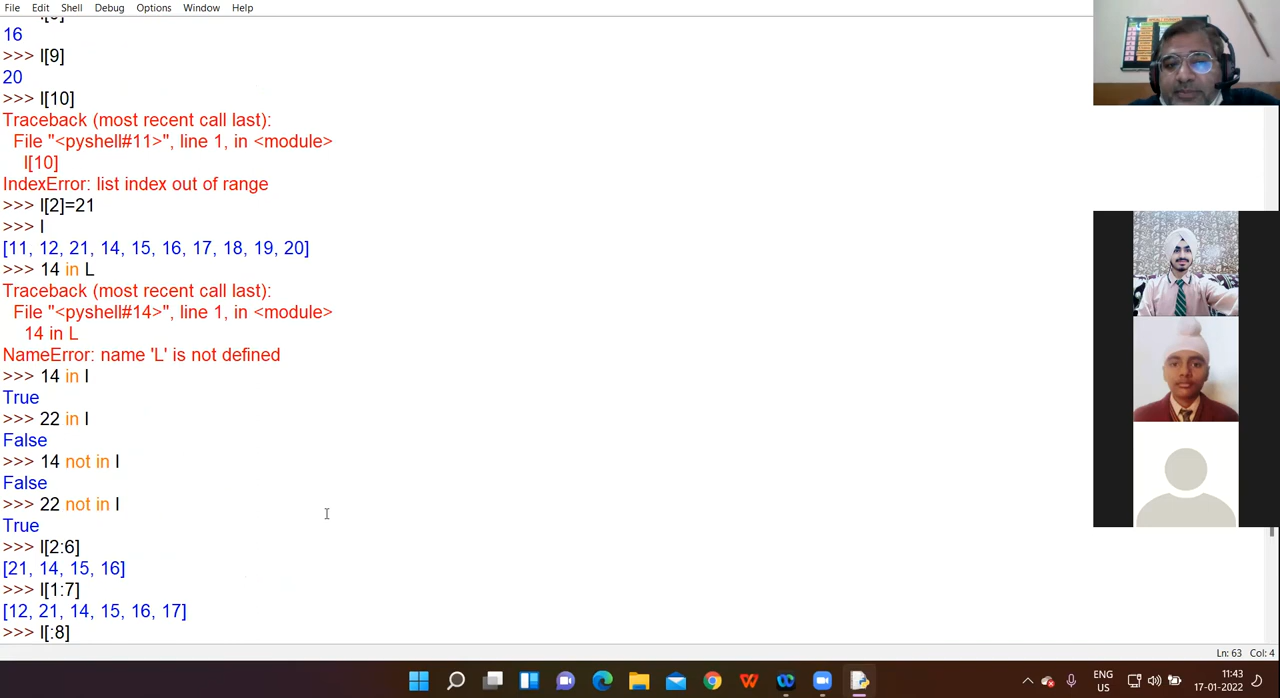 File Edit Shell Debug Options Window Help
16
>>> l[9]
20
>>> l[10]
Traceback (most recent call last):
File "<pyshell#11>", line 1, in <module>
l[10]
IndexError: list index out of range
>>> l[2]=21
>>> l
[11, 12, 21, 14, 15, 16, 17, 18, 19, 20]
>>> 14 in L
Traceback (most recent call last):
File "<pyshell#14>", line 1, in <module>
14 in L
NameError: name 'L' is not defined
>>> 14 in l
True
>>> 22 in l
False
>>> 14 not in l
False
>>> 22 not in l
True
>>> l[2:6]
[21, 14, 15, 16]
>>> l[1:7]
[12, 21, 14, 15, 16, 17]
>>> l[:8]
Ln: 63 Col: 4
ENG
US
11:43
17-01-2022